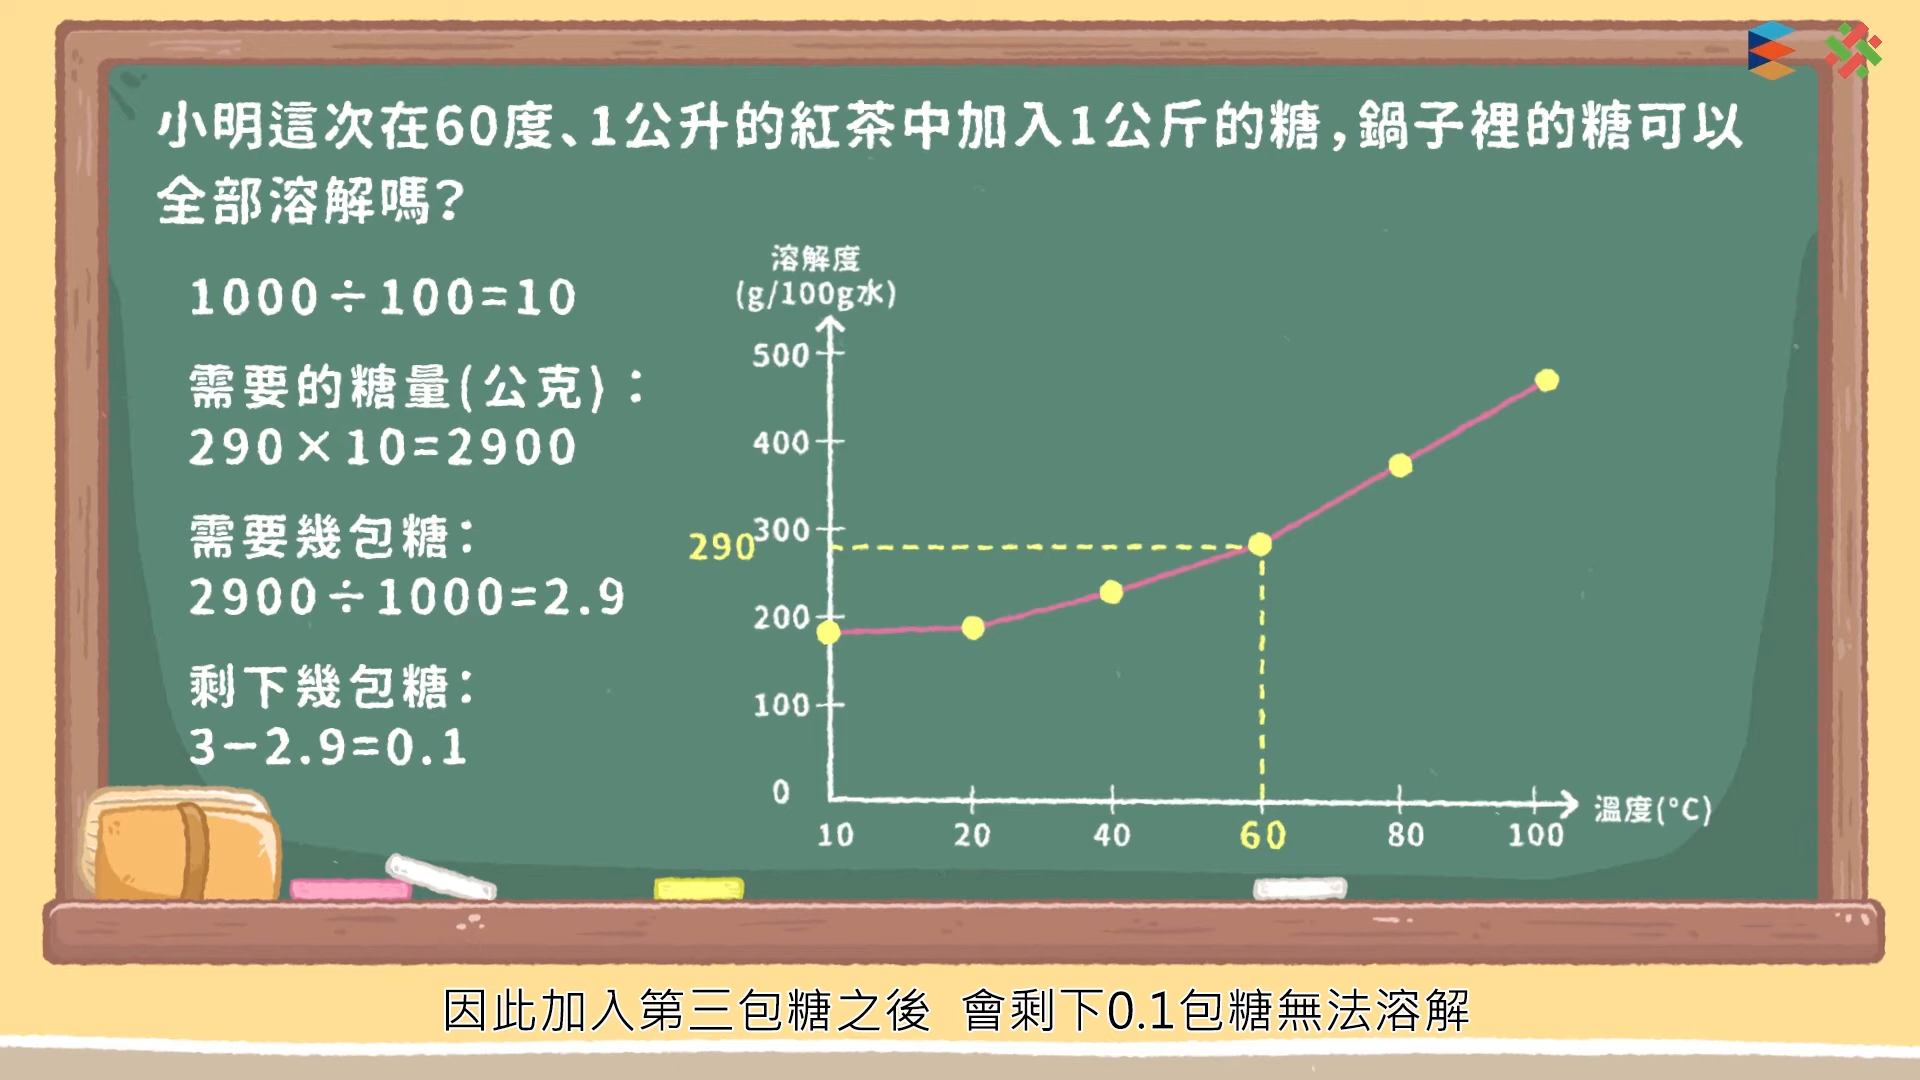 小明這次在60度、1公升的紅茶中加入1公斤的糖,鍋子裡的糖可以
全部溶解嗎?
1000÷100=10
需要的糖量(公克):
290×10=2900
需要幾包糖:
2900÷1000=2.9
剩下幾包糖:
3-2.9=0.1
溶解度
(g/100g水)
500
400
300
290
200
100
0
10 20 40 60 80 100
溫度(°C)
因此加入第三包糖之後 會剩下0.1包糖無法溶解